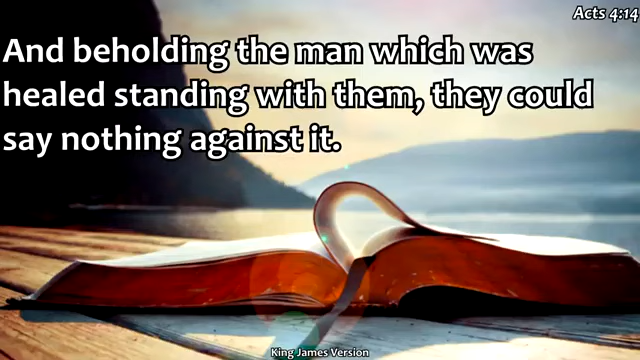 Acts 4:14
And beholding the man which was
healed standing with them, they could
say nothing against it.
King James Version